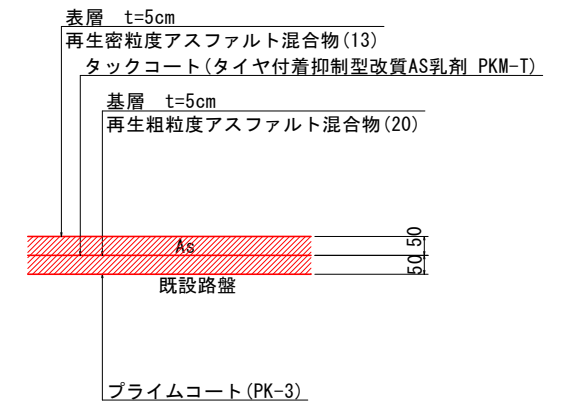 表層 t=5cm
再生密粒度アスファルト混合物(13)
タックコート(タイヤ付着抑制型改質AS乳剤 PKM-T)
基層 t=5cm
再生粗粒度アスファルト混合物(20)
As
50
50
既設路盤
プライムコート(PK-3)